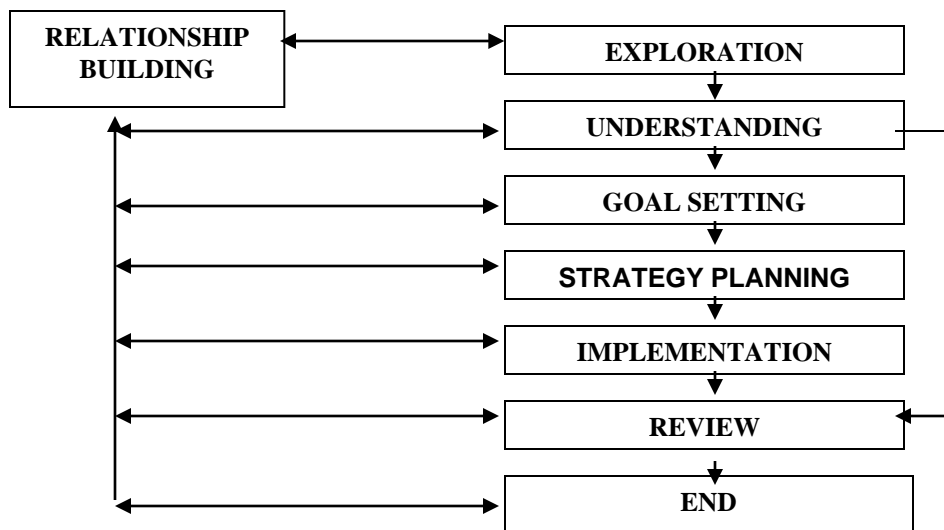 RELATIONSHIP
BUILDING
EXPLORATION
UNDERSTANDING
GOAL SETTING
STRATEGY PLANNING
IMPLEMENTATION
REVIEW
END